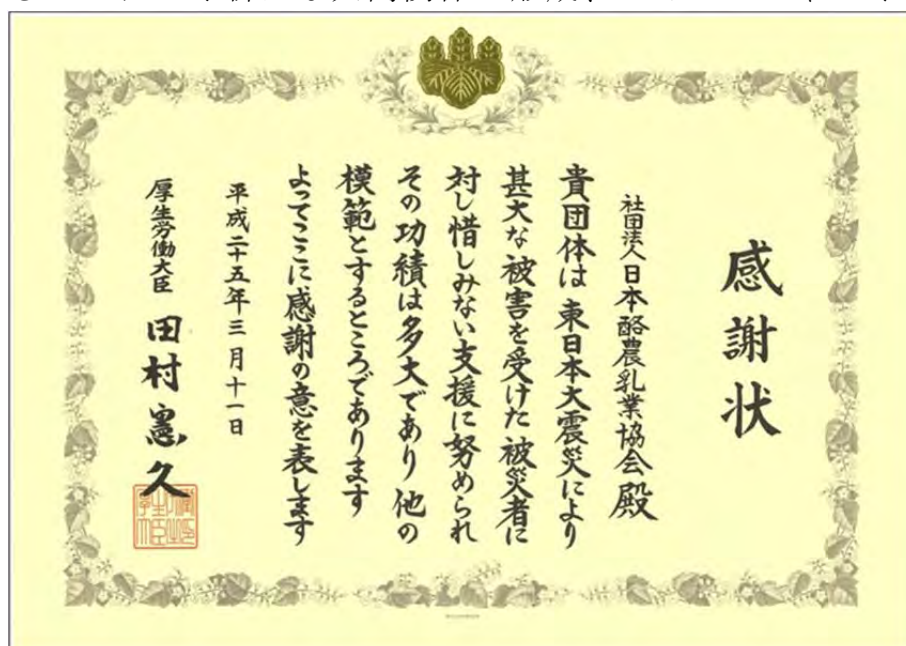 感謝状
社団法人日本酪農乳業協会殿
貴団体は東日本大震災により
甚大な被害を受けた被災者に
対し惜しみない支援に努められ
その功績は多大であり他の
模範とするところであります
よってここに感謝の意を表します
平成二十五年三月十一日
厚生労働大臣 田村憲久